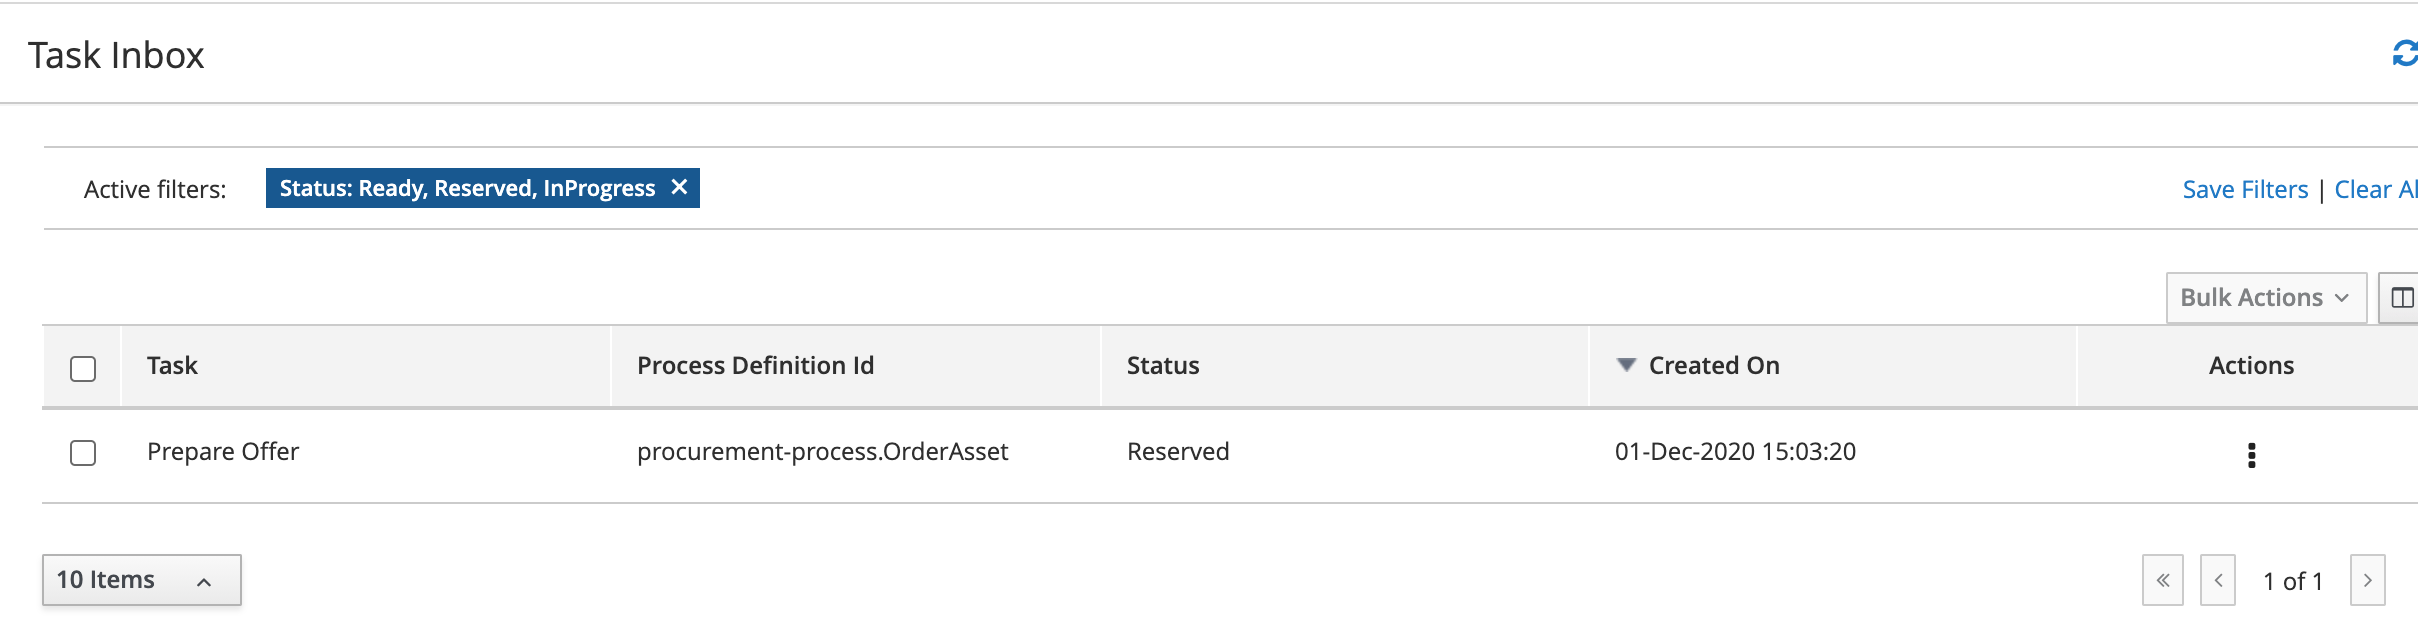 Task Inbox
Active filters: Status: Ready, Reserved, InProgress ✕ Save Filters | Clear Al
Bulk Actions
Task Process Definition Id Status Created On Actions
Prepare Offer procurement-process.OrderAsset Reserved 01-Dec-2020 15:03:20
10 Items « < 1 of 1 >